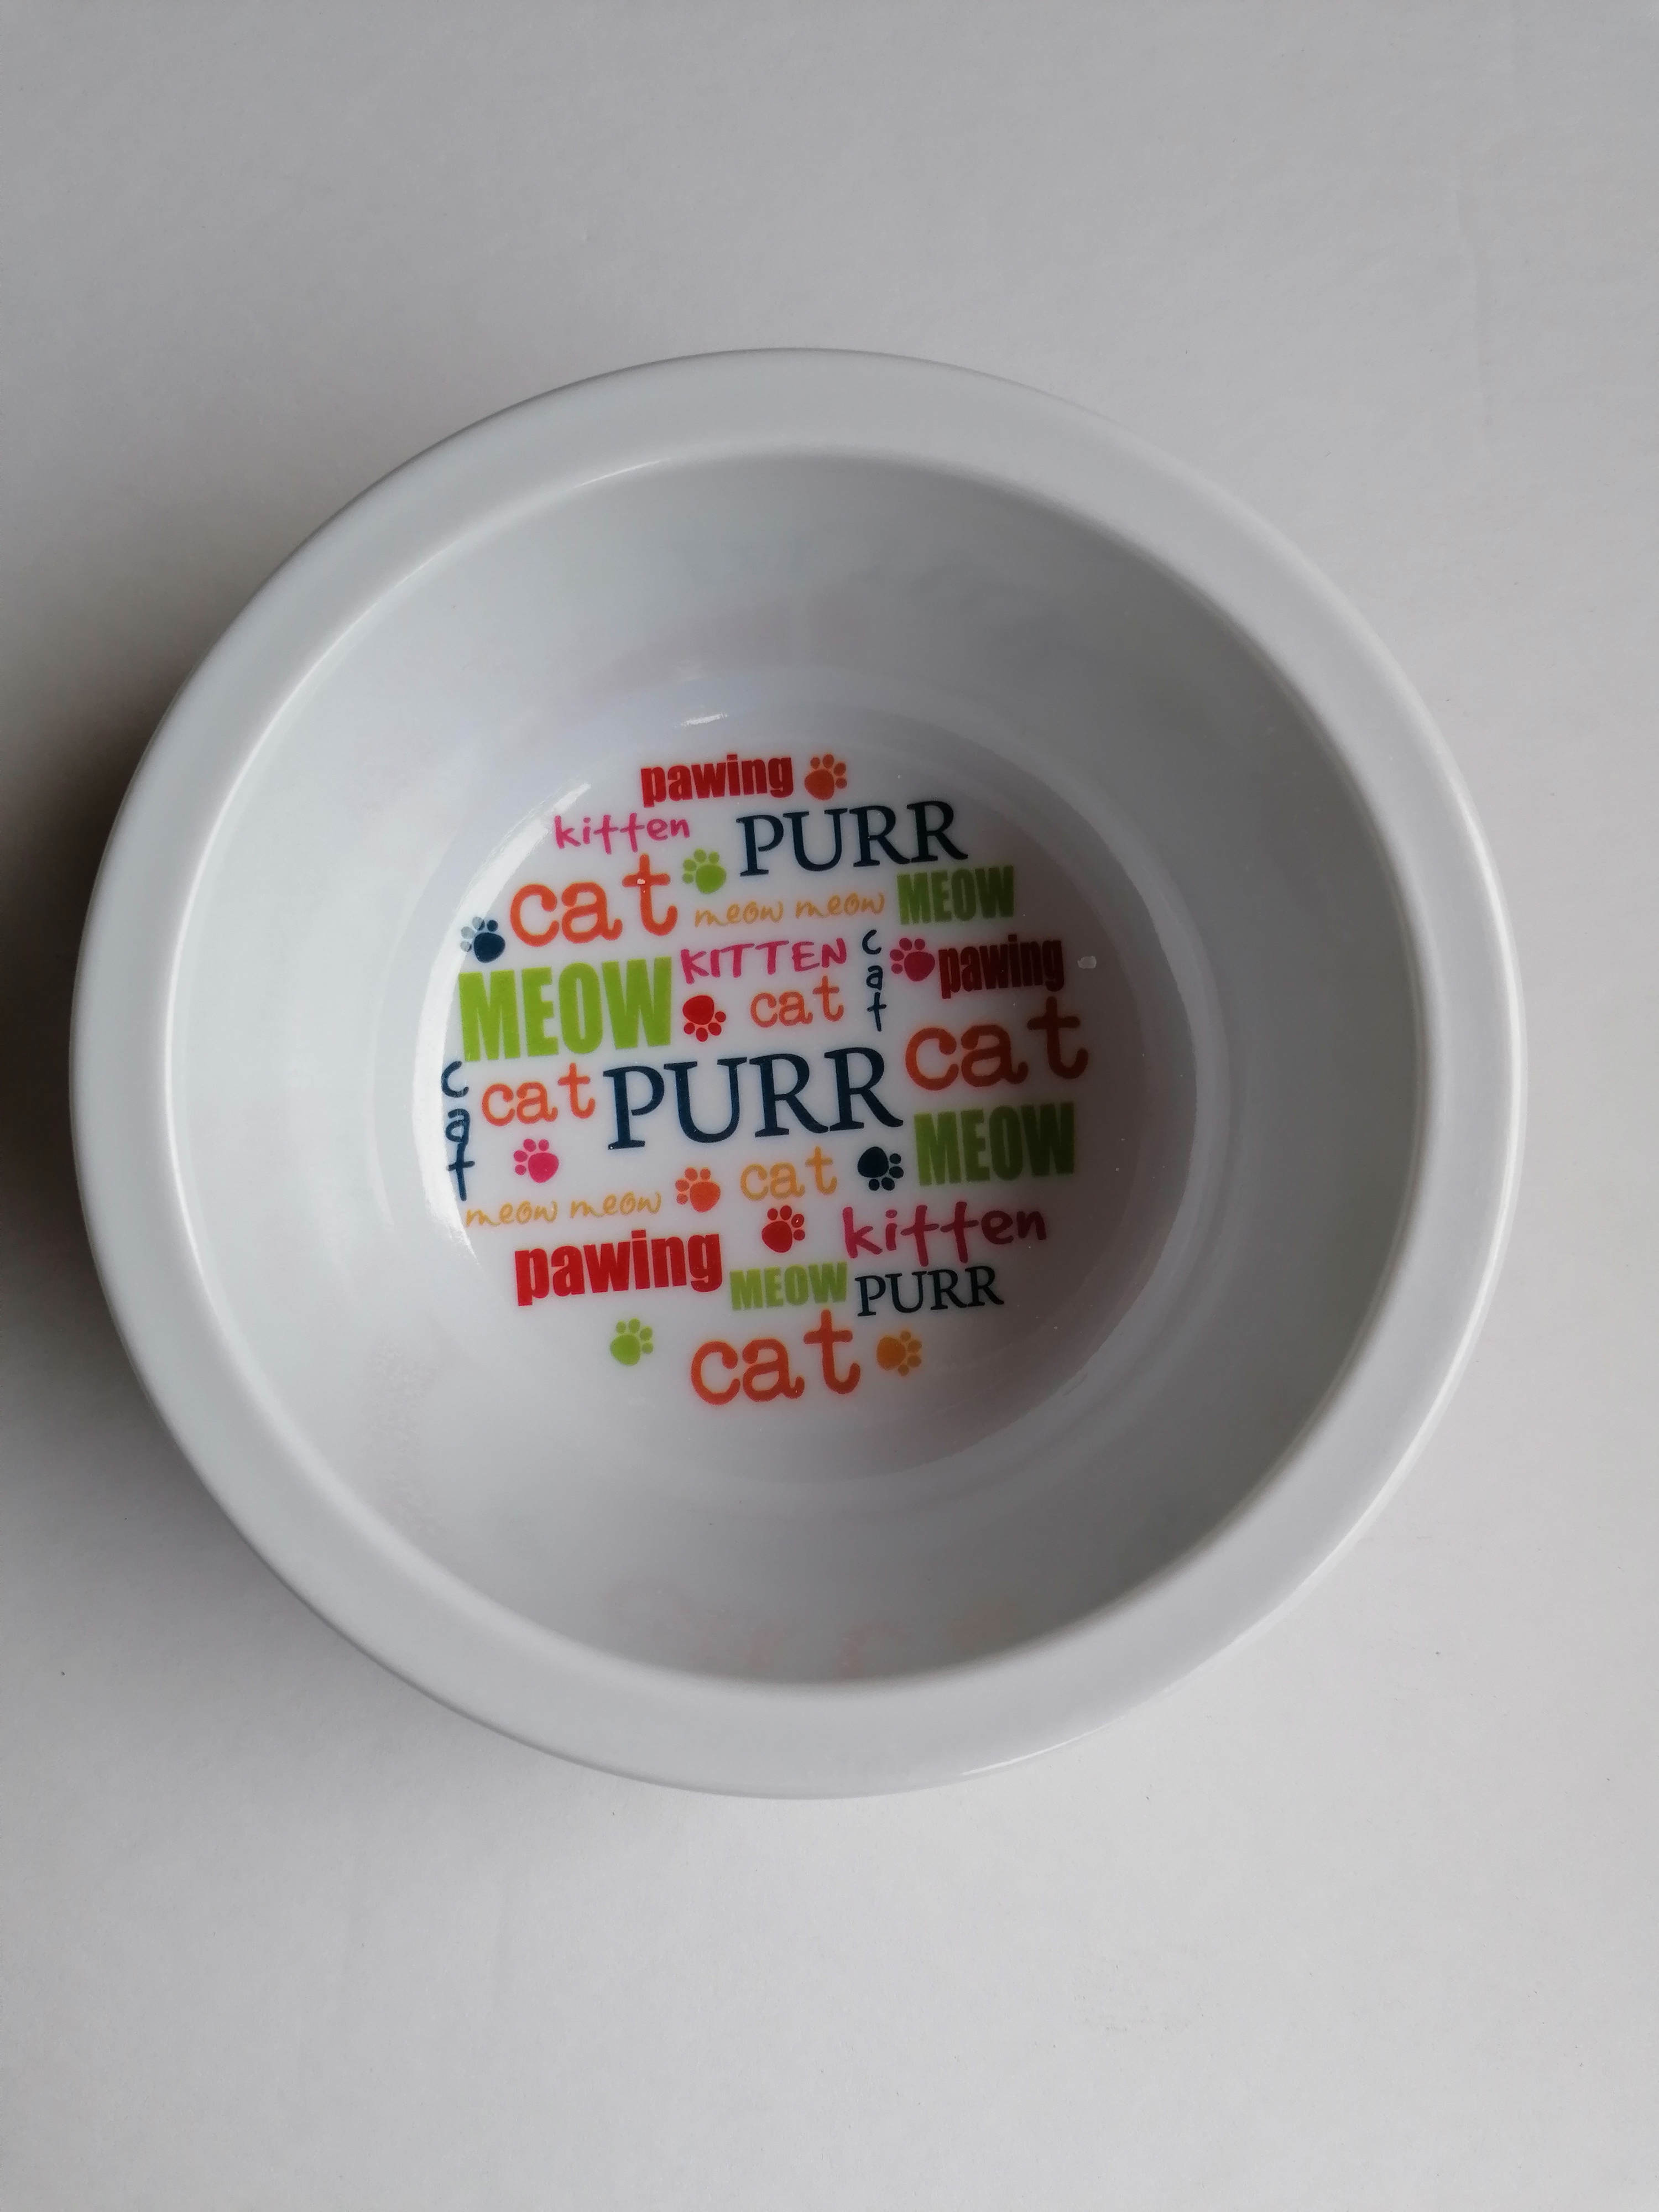 pawing
kitten PURR
cat meow meow MEOW
MEOW KITTEN cat pawing
cat
cat cat PURR cat
MEOW
meow meow cat
pawing kitten
MEOW PURR
cat